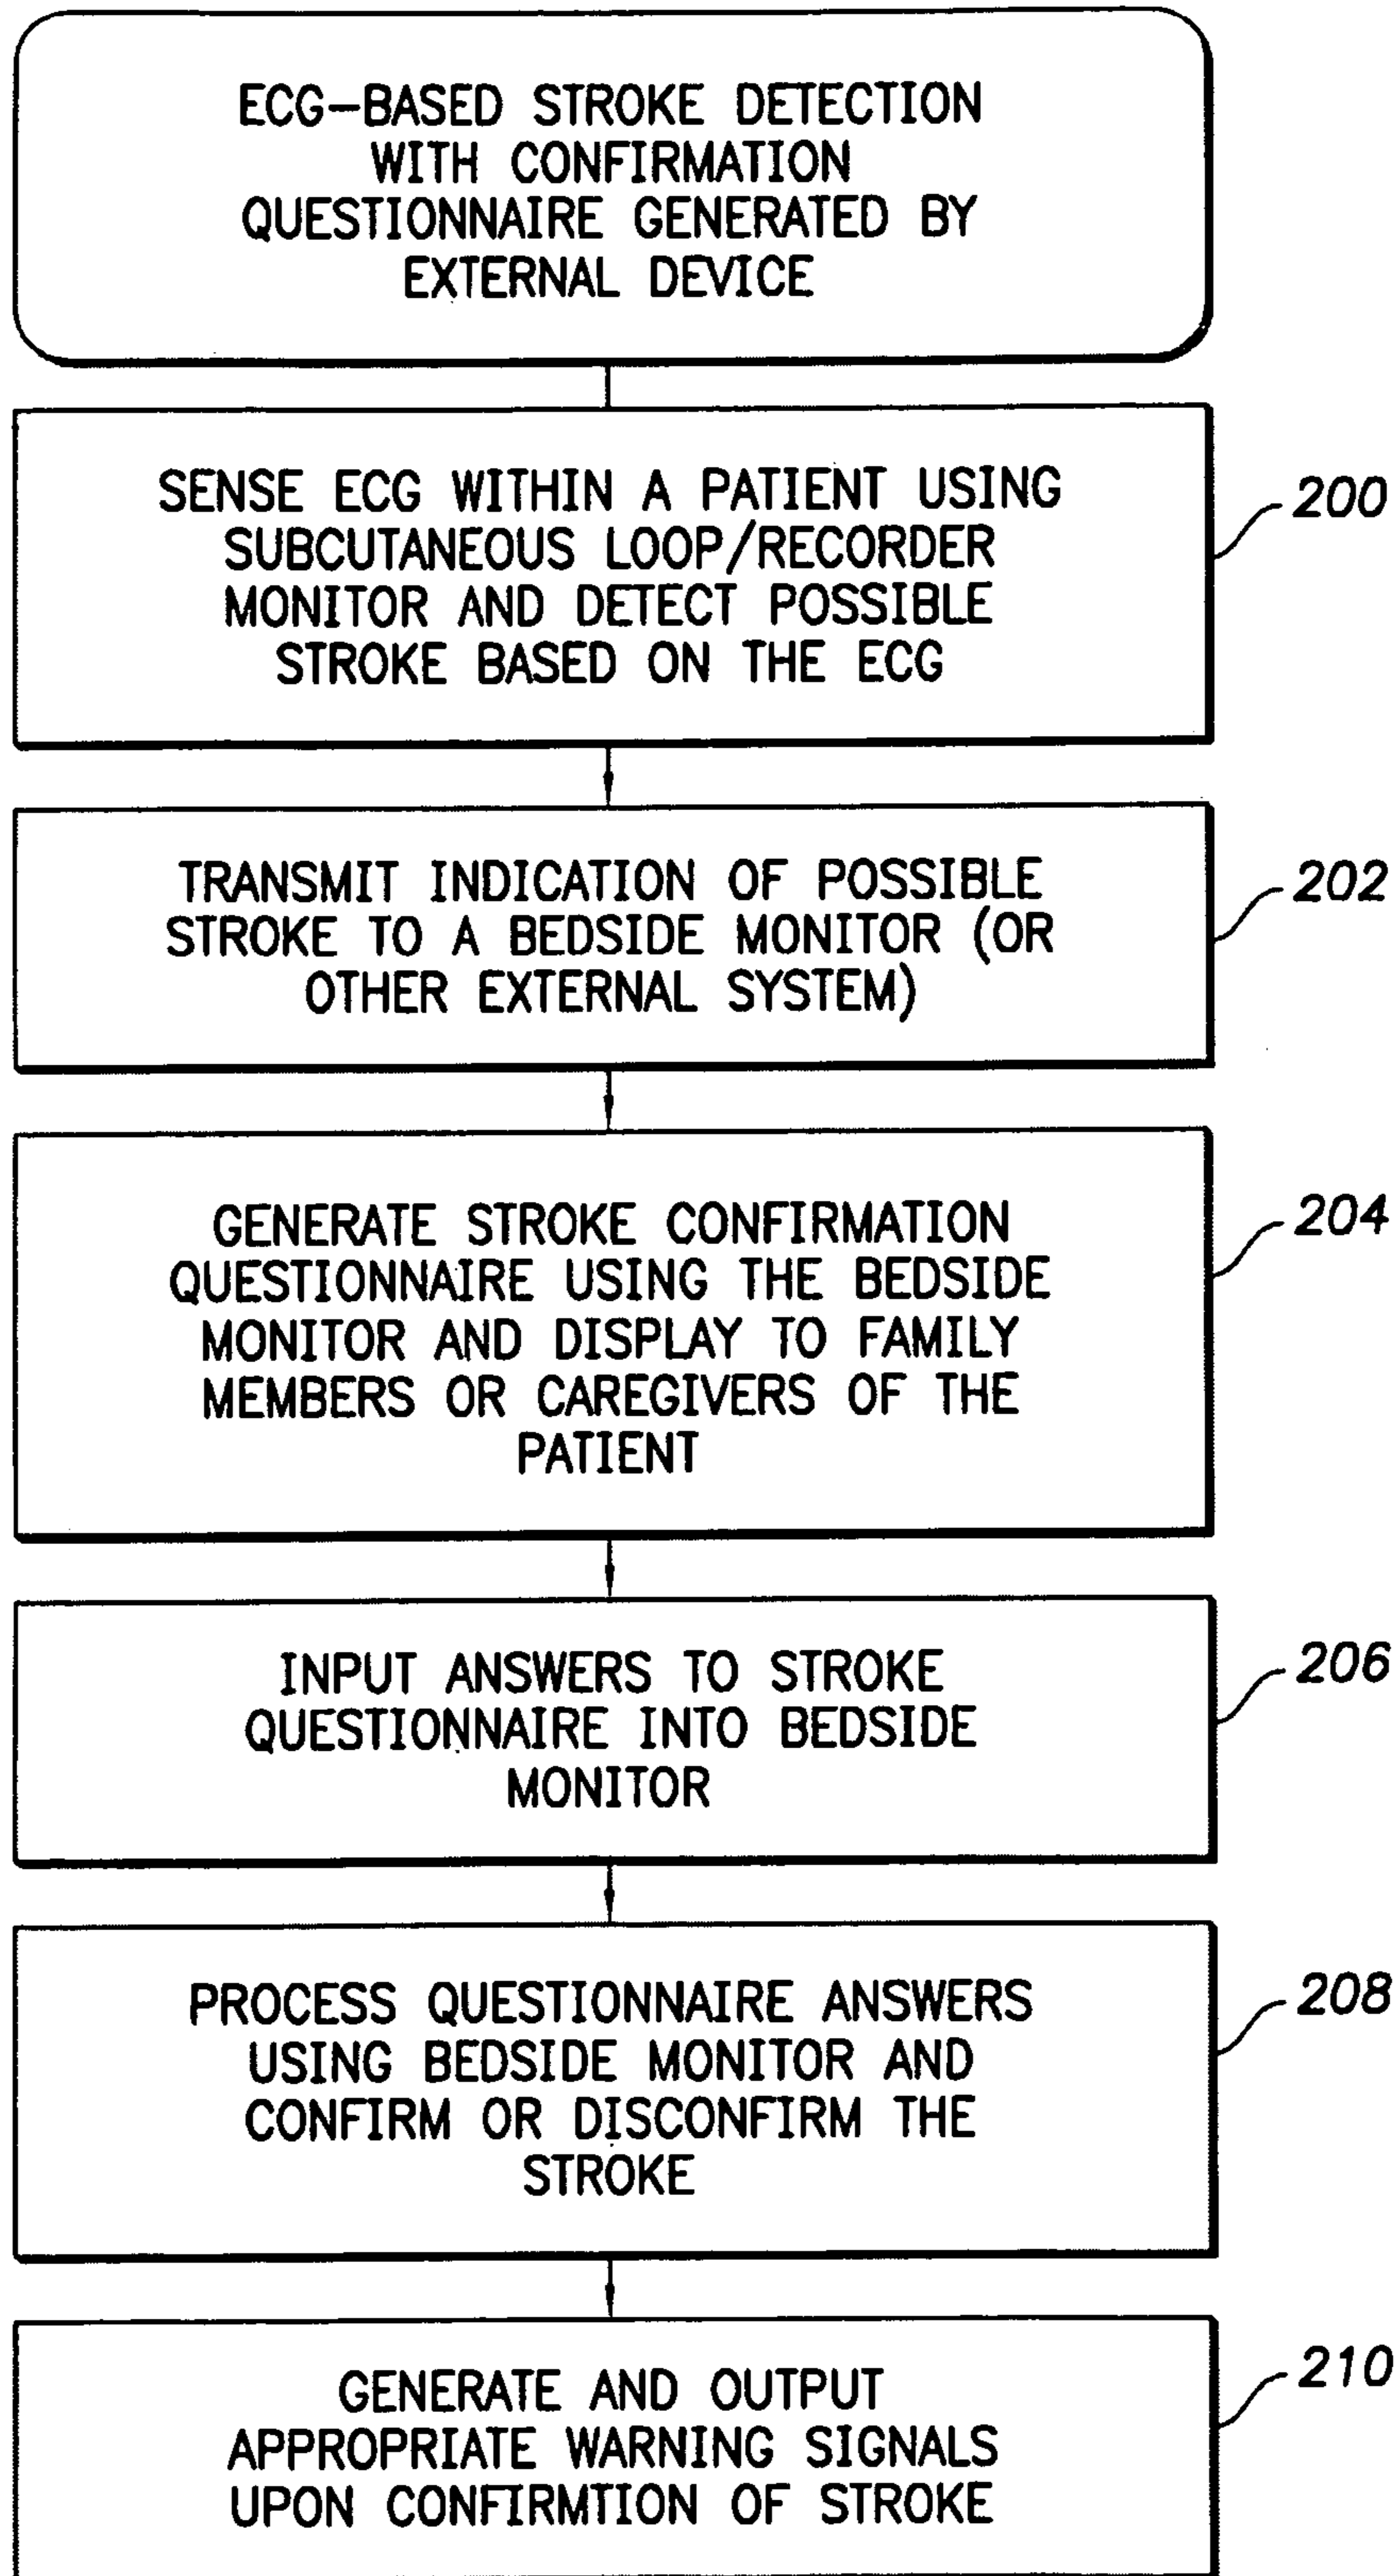 ECG-BASED STROKE DETECTION
WITH CONFIRMATION
QUESTIONNAIRE GENERATED BY
EXTERNAL DEVICE
SENSE ECG WITHIN A PATIENT USING
SUBCUTANEOUS LOOP/RECORDER
MONITOR AND DETECT POSSIBLE
STROKE BASED ON THE ECG
200
TRANSMIT INDICATION OF POSSIBLE
STROKE TO A BEDSIDE MONITOR (OR
OTHER EXTERNAL SYSTEM)
202
GENERATE STROKE CONFIRMATION
QUESTIONNAIRE USING THE BEDSIDE
MONITOR AND DISPLAY TO FAMILY
MEMBERS OR CAREGIVERS OF THE
PATIENT
204
INPUT ANSWERS TO STROKE
QUESTIONNAIRE INTO BEDSIDE
MONITOR
206
PROCESS QUESTIONNAIRE ANSWERS
USING BEDSIDE MONITOR AND
CONFIRM OR DISCONFIRM THE
STROKE
208
GENERATE AND OUTPUT
APPROPRIATE WARNING SIGNALS
UPON CONFIRMTION OF STROKE
210